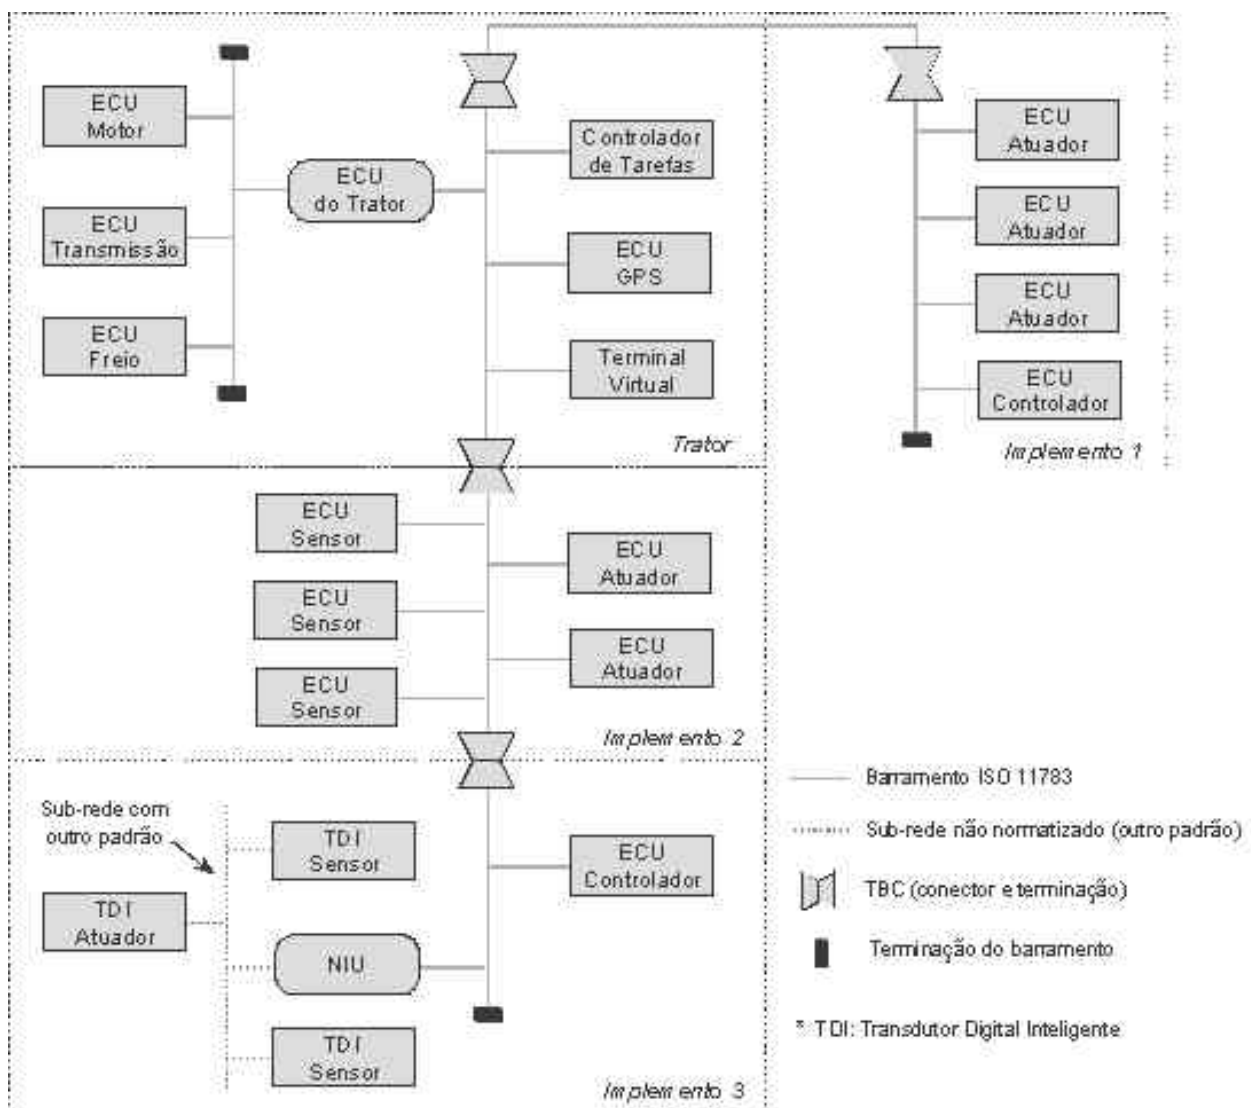 ECU
Motor
ECU
Transmissão
ECU
Freio
ECU
do Trator
Controlador
de Tarefas
ECU
GPS
Terminal
Virtual
Trator
ECU
Atuador
ECU
Atuador
ECU
Atuador
ECU
Controlador
Implemento 1
ECU
Sensor
ECU
Sensor
ECU
Sensor
ECU
Atuador
ECU
Atuador
Implemento 2
Sub-rede com
outro padrão
TDI
Atuador
TDI
Sensor
NIU
TDI
Sensor
ECU
Controlador
Implemento 3
Barramento ISO 11783
Sub-rede não normatizado (outro padrão)
TBC (conector e terminação)
Terminação do barramento
* TDI: Transdutor Digital Inteligente